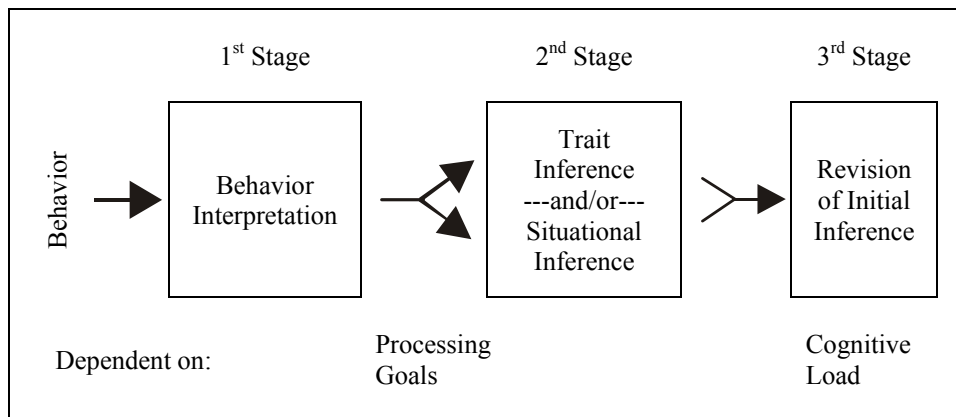 1st Stage
2nd Stage
3rd Stage
Behavior
Behavior
Interpretation
Trait
Inference
---and/or---
Situational
Inference
Revision
of Initial
Inference
Dependent on:
Processing
Goals
Cognitive
Load